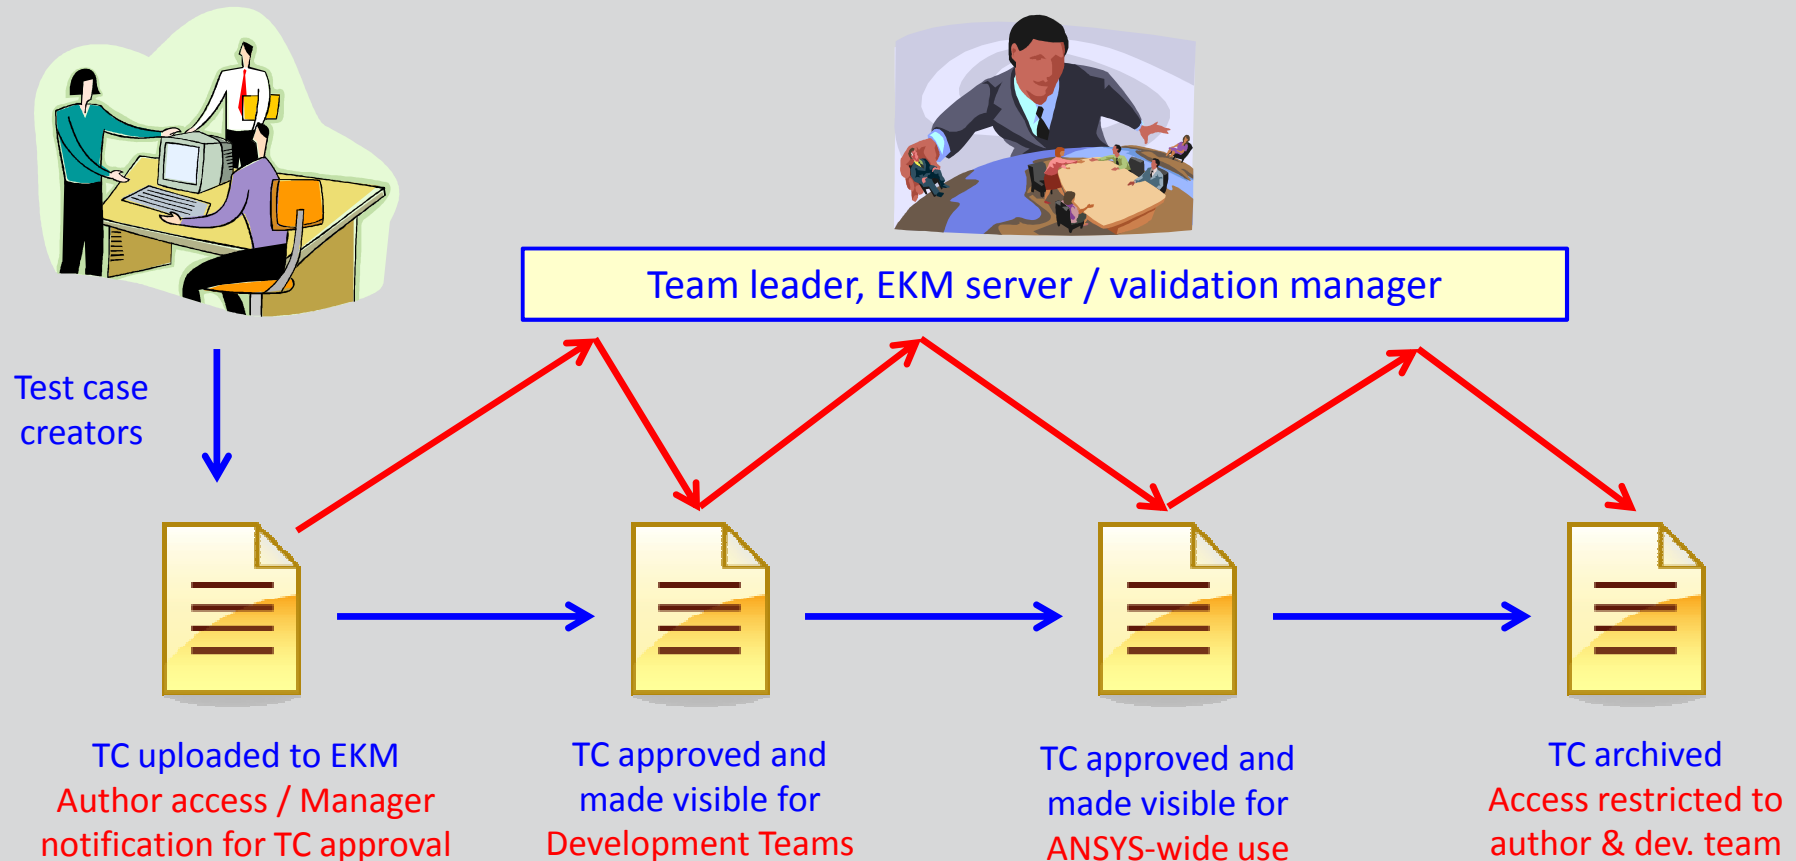 Team leader, EKM server / validation manager
Test case
creators
TC uploaded to EKM
Author access / Manager
notification for TC approval
TC approved and
made visible for
Development Teams
TC approved and
made visible for
ANSYS-wide use
TC archived
Access restricted to
author & dev. team